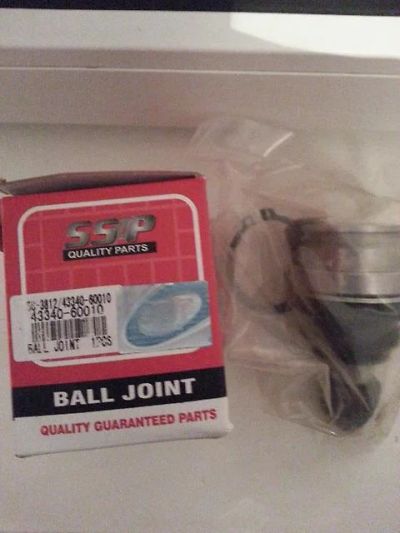 SSP
QUALITY PARTS
43340-60010
BALL JOINT 1PCS
BALL JOINT
QUALITY GUARANTEED PARTS